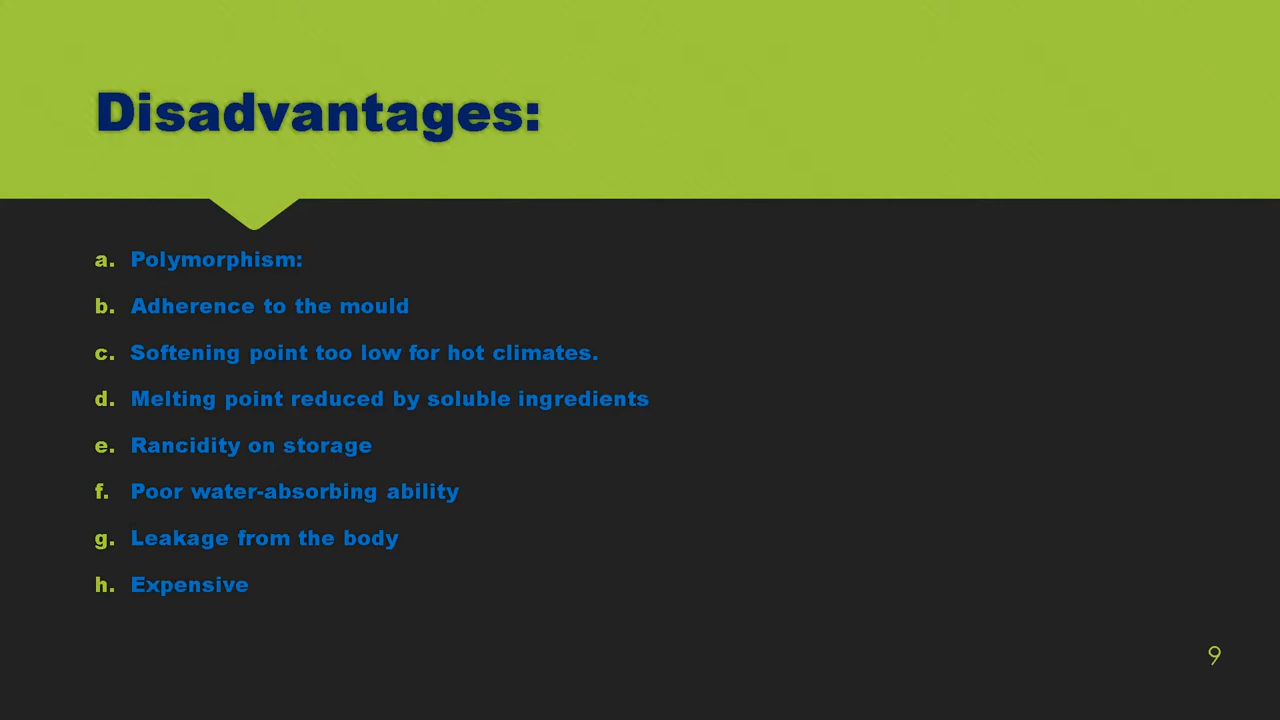 Disadvantages:
a. Polymorphism:
b. Adherence to the mould
c. Softening point too low for hot climates.
d. Melting point reduced by soluble ingredients
e. Rancidity on storage
f. Poor water-absorbing ability
g. Leakage from the body
h. Expensive
9